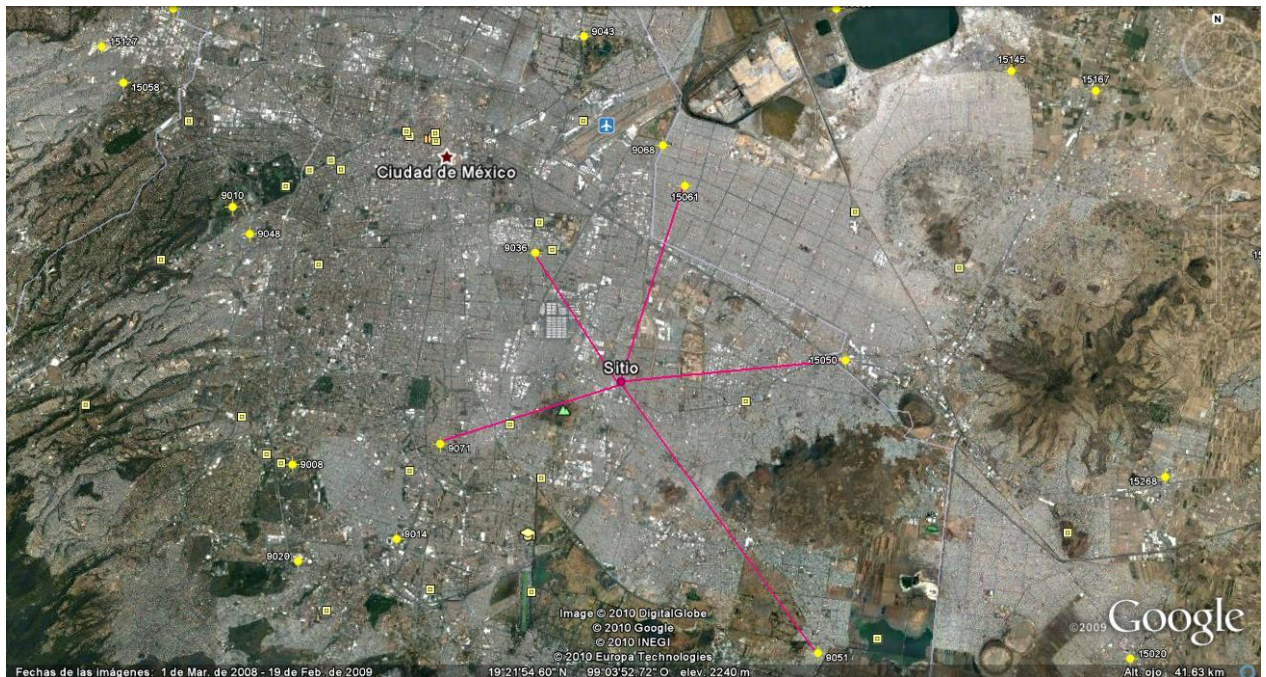 N
15127
9043
15058
15145
15167
9068
Ciudad de México
15061
9010
9048
9036
15050
Sitio
9071
9008
15268
9014
9020
Image © 2010 DigitalGlobe
© 2010 Google
© 2010 INEGI
© 2010 Europa Technologies
©2009 Google
9051
15020
Fechas de las imágenes: 1 de Mar. de 2008 - 19 de Feb. de 2009
19°21'54.60" N
99°03'52.72" O
elev. 2240 m
Alt. ojo 41.63 km